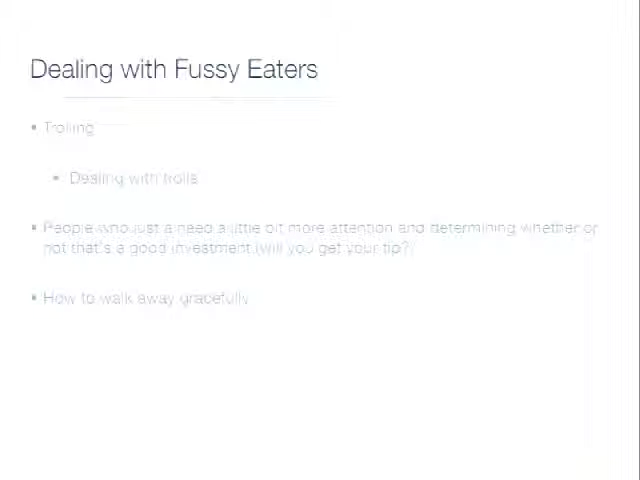 Dealing with Fussy Eaters
Trolling
Dealing with trolls
People who just a need a little bit more attention and determining whether or
not that's a good investment (will you get your tip?)
How to walk away gracefully